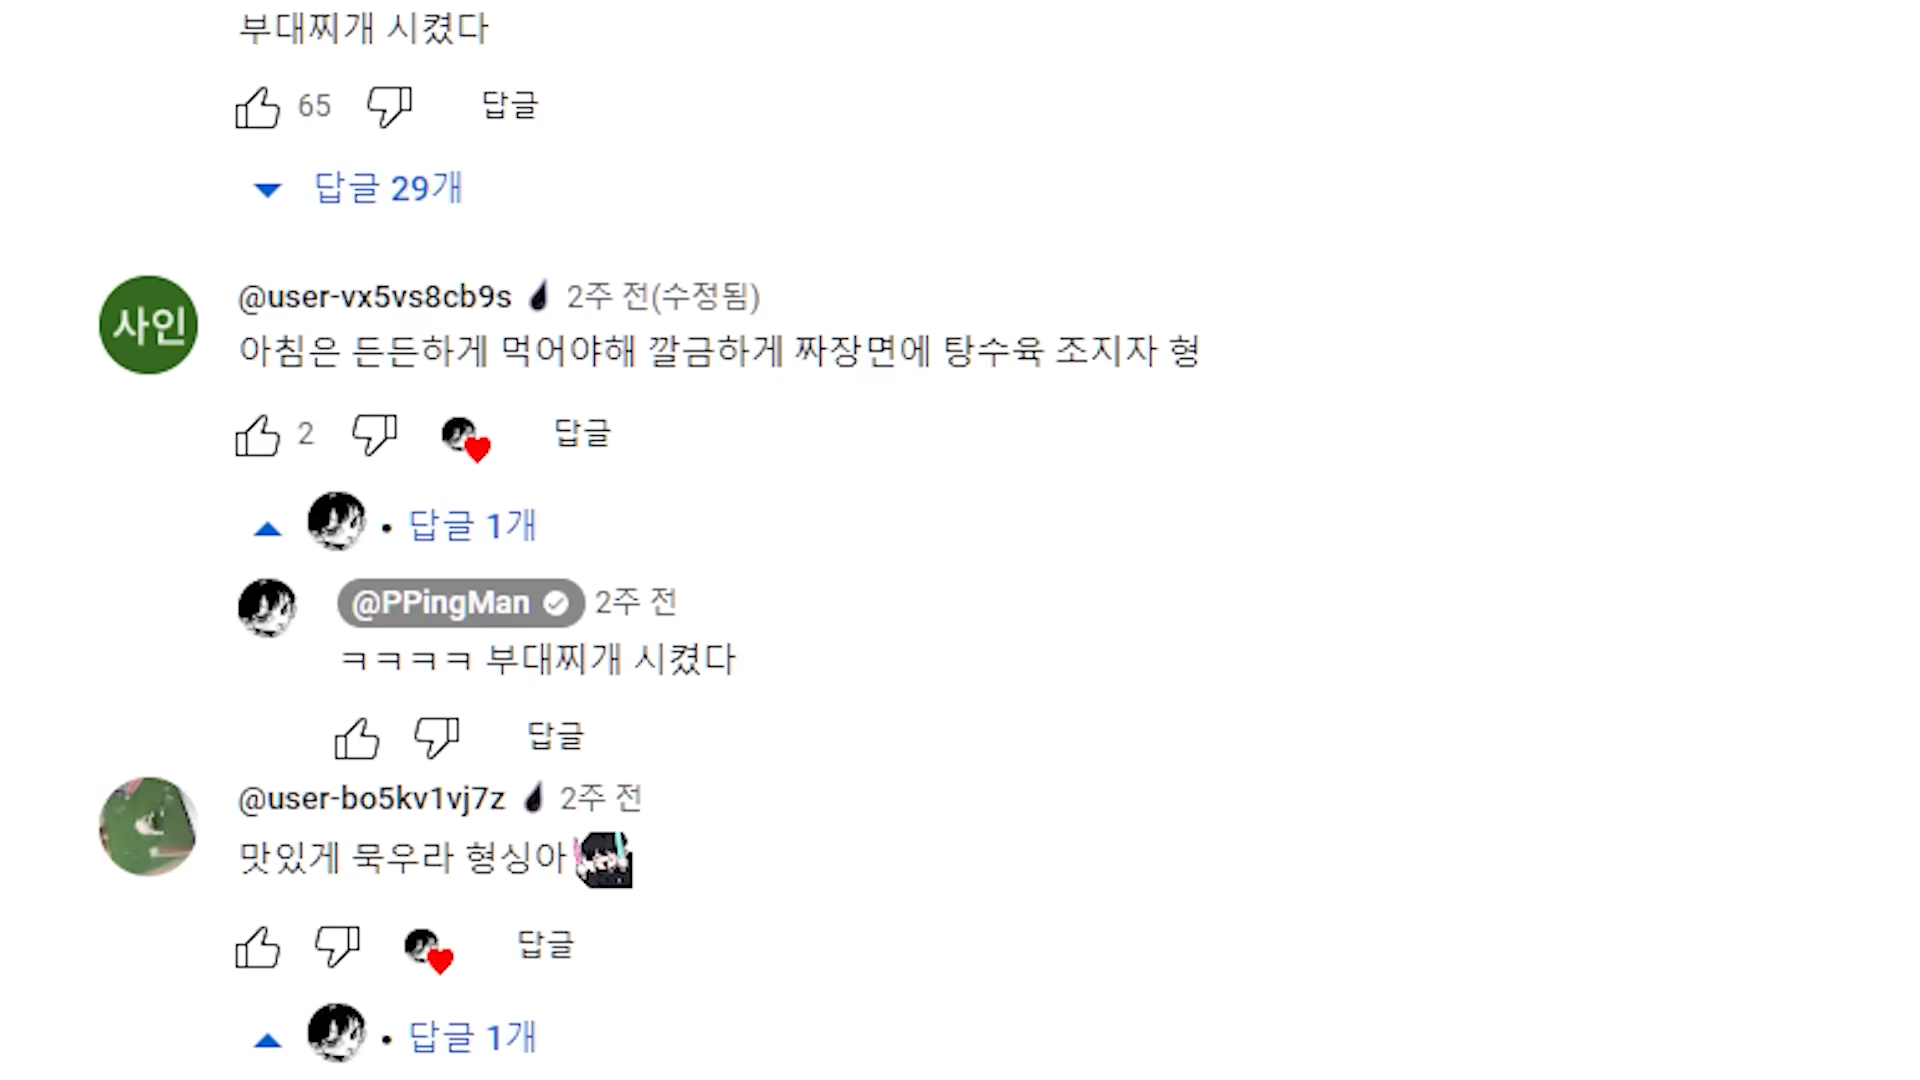 부대찌개 시켰다
65 답글
답글 29개
사인
@user-vx5vs8cb9s 2주 전(수정됨)
아침은 든든하게 먹어야해 깔금하게 짜장면에 탕수육 조지자 형
2 답글
답글 1개
@PPingMan 2주 전
ㅋㅋㅋㅋ 부대찌개 시켰다
답글
@user-bo5kv1vj7z 2주 전
맛있게 묵우라 형싱아
답글
답글 1개